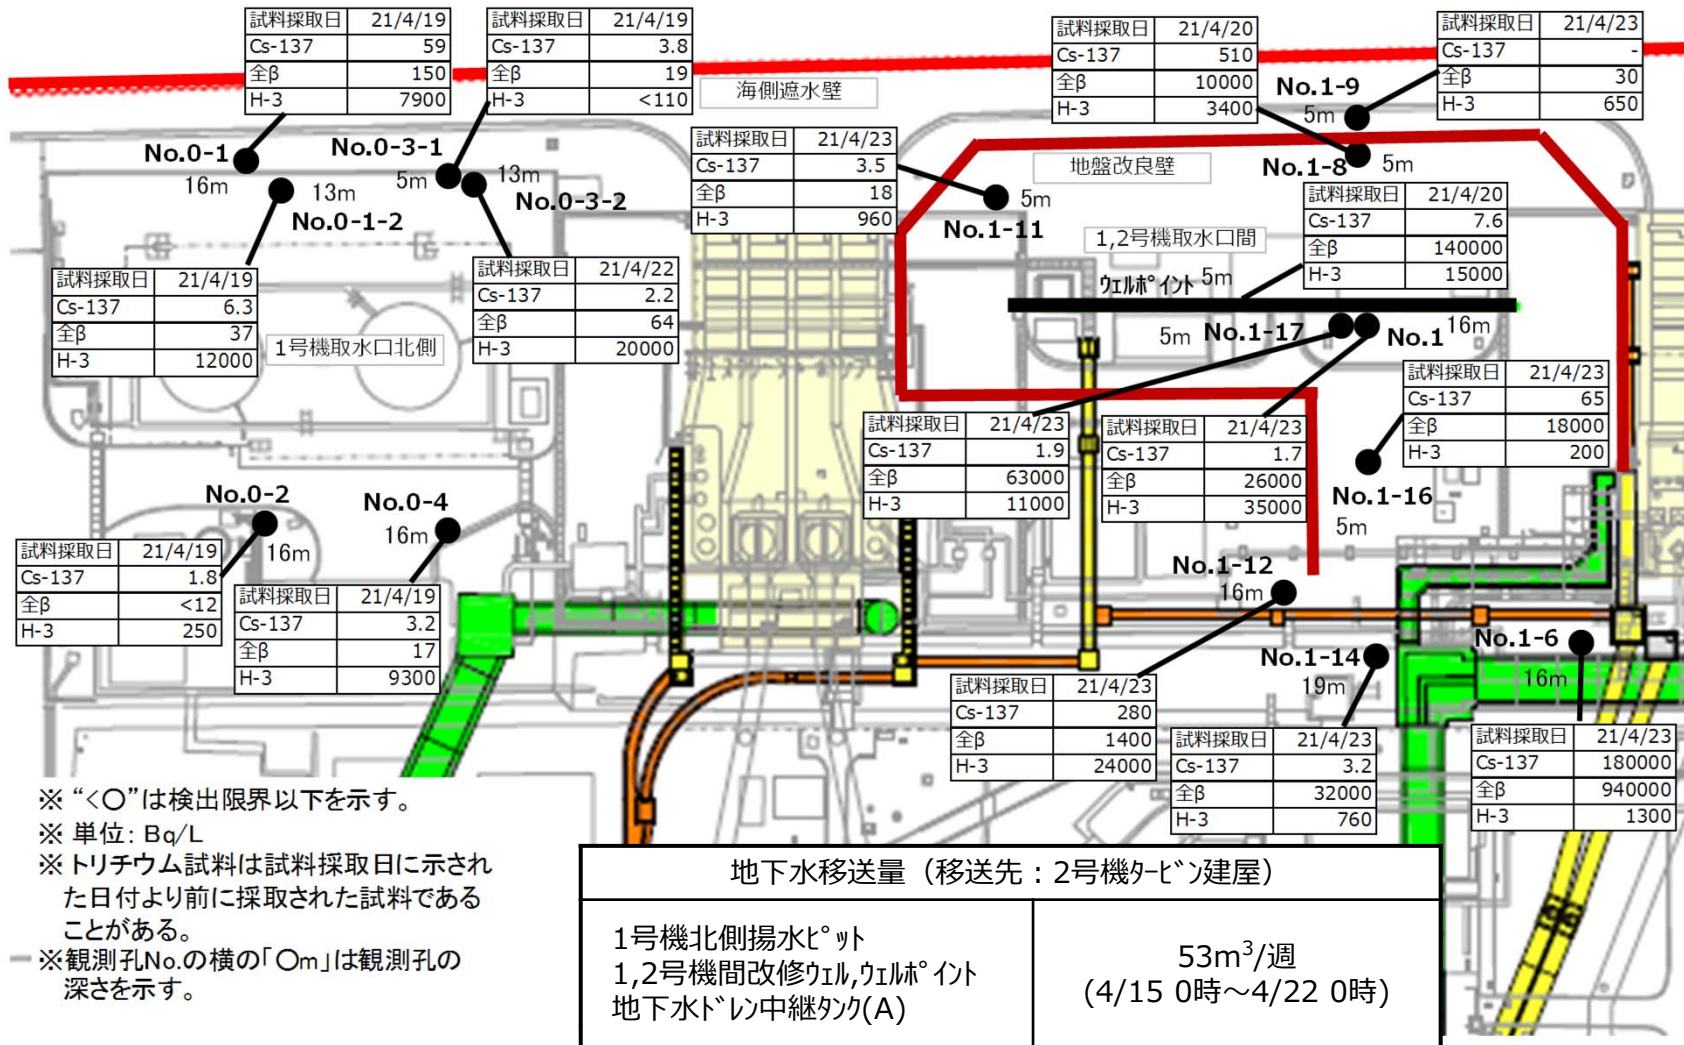 試料採取日 21/4/19
Cs-137 59
全β 150
H-3 7900
試料採取日 21/4/19
Cs-137 3.8
全β 19
H-3 <110
海側遮水壁
試料採取日 21/4/20
Cs-137 510
全β 10000
H-3 3400
試料採取日 21/4/23
Cs-137 -
全β 30
H-3 650
No.1-9
5m
No.1-8
5m
No.0-1
16m
No.0-3-1
5m
13m
No.0-3-2
13m
No.0-1-2
試料採取日 21/4/23
Cs-137 3.5
全β 18
H-3 960
5m
No.1-11
地盤改良壁
試料採取日 21/4/20
Cs-137 7.6
全β 140000
H-3 15000
1,2号機取水口間
ウェルポイント 5m
試料採取日 21/4/19
Cs-137 6.3
全β 37
H-3 12000
1号機取水口北側
試料採取日 21/4/22
Cs-137 2.2
全β 64
H-3 20000
5m
No.1-17
No.1
16m
試料採取日 21/4/23
Cs-137 65
全β 18000
H-3 200
試料採取日 21/4/23
Cs-137 1.9
全β 63000
H-3 11000
試料採取日 21/4/23
Cs-137 1.7
全β 26000
H-3 35000
No.1-16
5m
No.0-2
16m
No.0-4
16m
試料採取日 21/4/19
Cs-137 1.8
全β <12
H-3 250
試料採取日 21/4/19
Cs-137 3.2
全β 17
H-3 9300
No.1-12
16m
No.1-14
19m
No.1-6
16m
試料採取日 21/4/23
Cs-137 280
全β 1400
H-3 24000
試料採取日 21/4/23
Cs-137 3.2
全β 32000
H-3 760
試料採取日 21/4/23
Cs-137 180000
全β 940000
H-3 1300
※ “<○”は検出限界以下を示す。
※ 単位: Bq/L
※トリチウム試料は試料採取日に示され
た日付より前に採取された試料である
ことがある。
※観測孔No.の横の「○m」は観測孔の
深さを示す。
地下水移送量（移送先：2号機タービン建屋）
1号機北側揚水ピット
1,2号機間改修ウェル,ウェルポイント
地下水ドレン中継タンク(A)
53m³/週
(4/15 0時～4/22 0時)